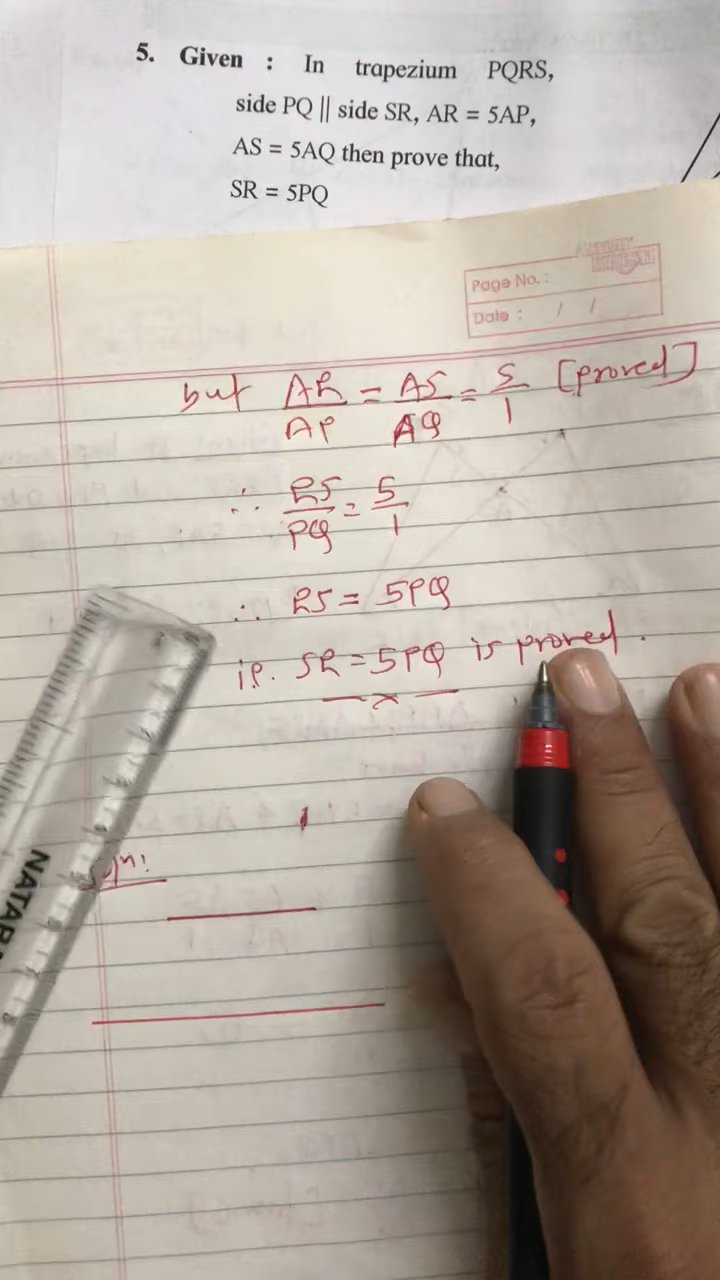 5. Given : In trapezium PQRS,
side PQ || side SR, AR = 5AP,
AS = 5AQ then prove that,
SR = 5PQ
Page No. :
Date : / /
but AR/AP = AS/AQ = 5/1 [proved]
∴ RS/PQ = 5/1
∴ RS = 5PQ
i.e. SR = 5PQ is proved.
NATARA